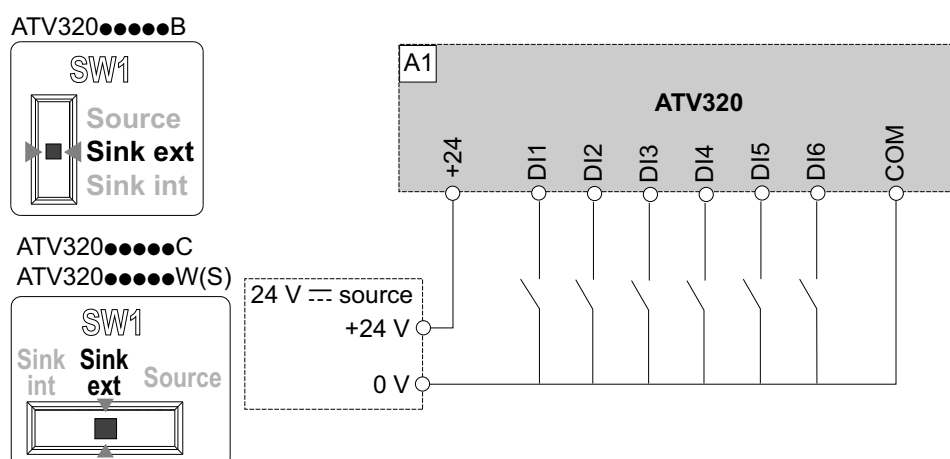 ATV320●●●●●B
SW1
Source
Sink ext
Sink int
ATV320●●●●●C
ATV320●●●●●W(S)
SW1
Sink int
Sink ext
Source
A1
ATV320
+24
DI1
DI2
DI3
DI4
DI5
DI6
COM
24 V ⎓ source
+24 V
0 V